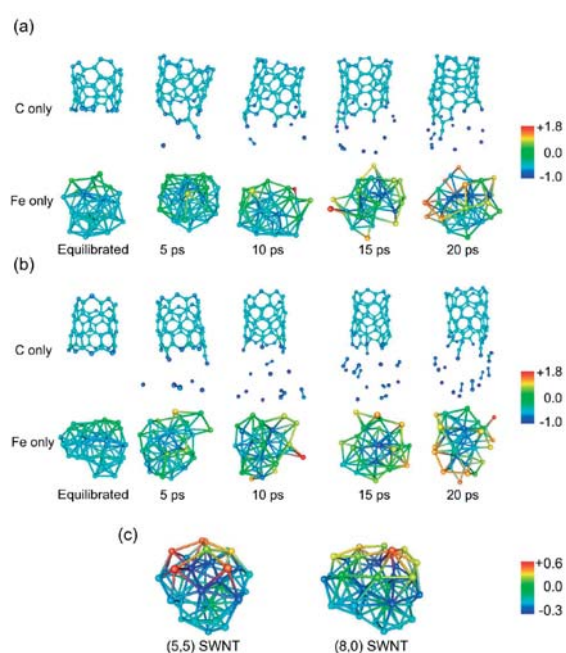 (a)
C only
+1.8
0.0
-1.0
Fe only
Equilibrated 5 ps 10 ps 15 ps 20 ps
(b)
C only
+1.8
0.0
-1.0
Fe only
Equilibrated 5 ps 10 ps 15 ps 20 ps
(c)
+0.6
0.0
-0.3
(5,5) SWNT (8,0) SWNT